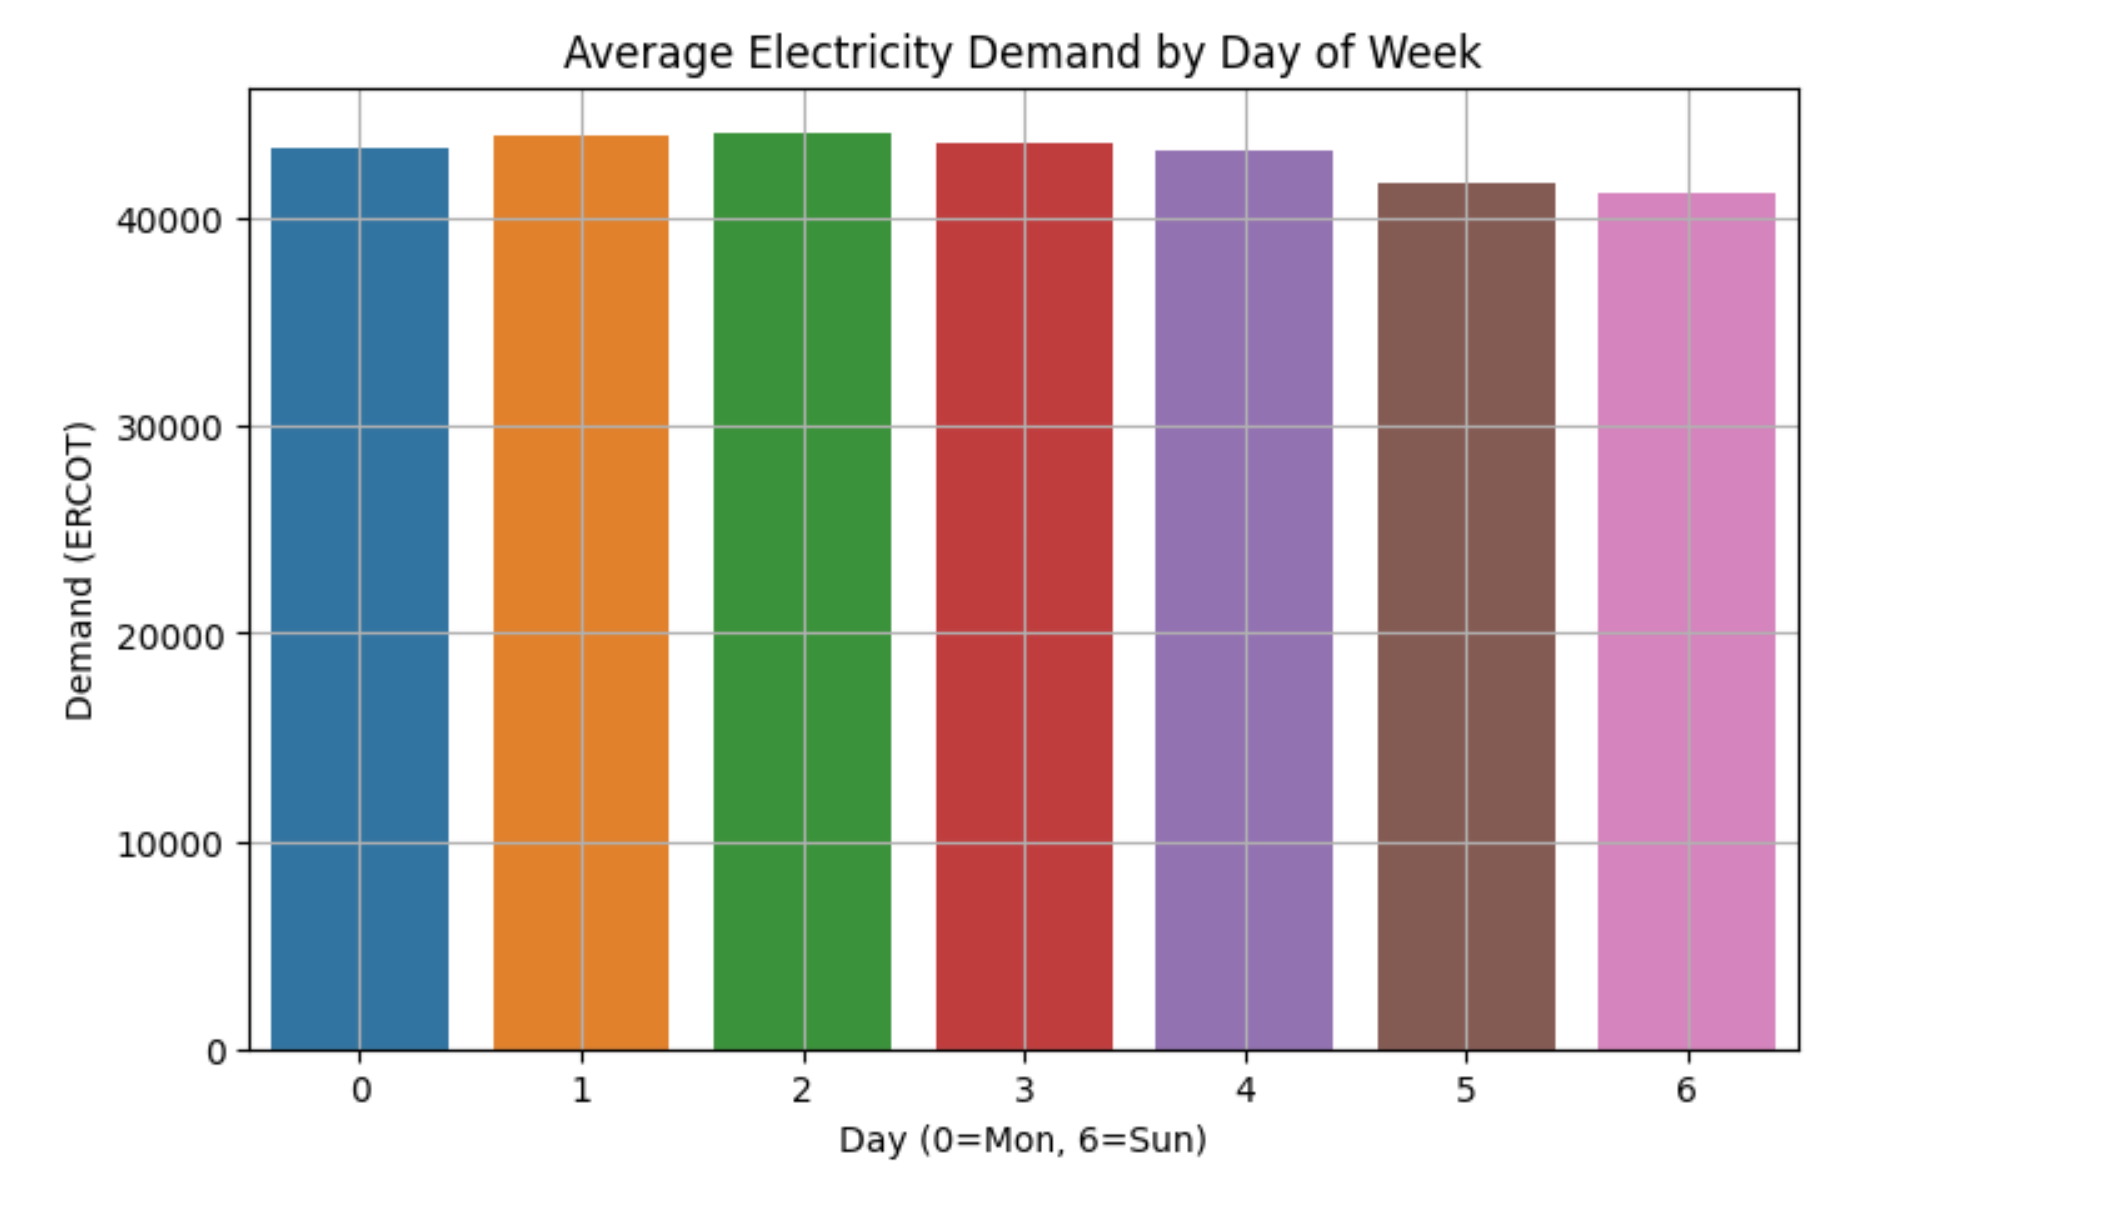 Average Electricity Demand by Day of Week
Demand (ERCOT)
40000
30000
20000
10000
0
0 1 2 3 4 5 6
Day (0=Mon, 6=Sun)